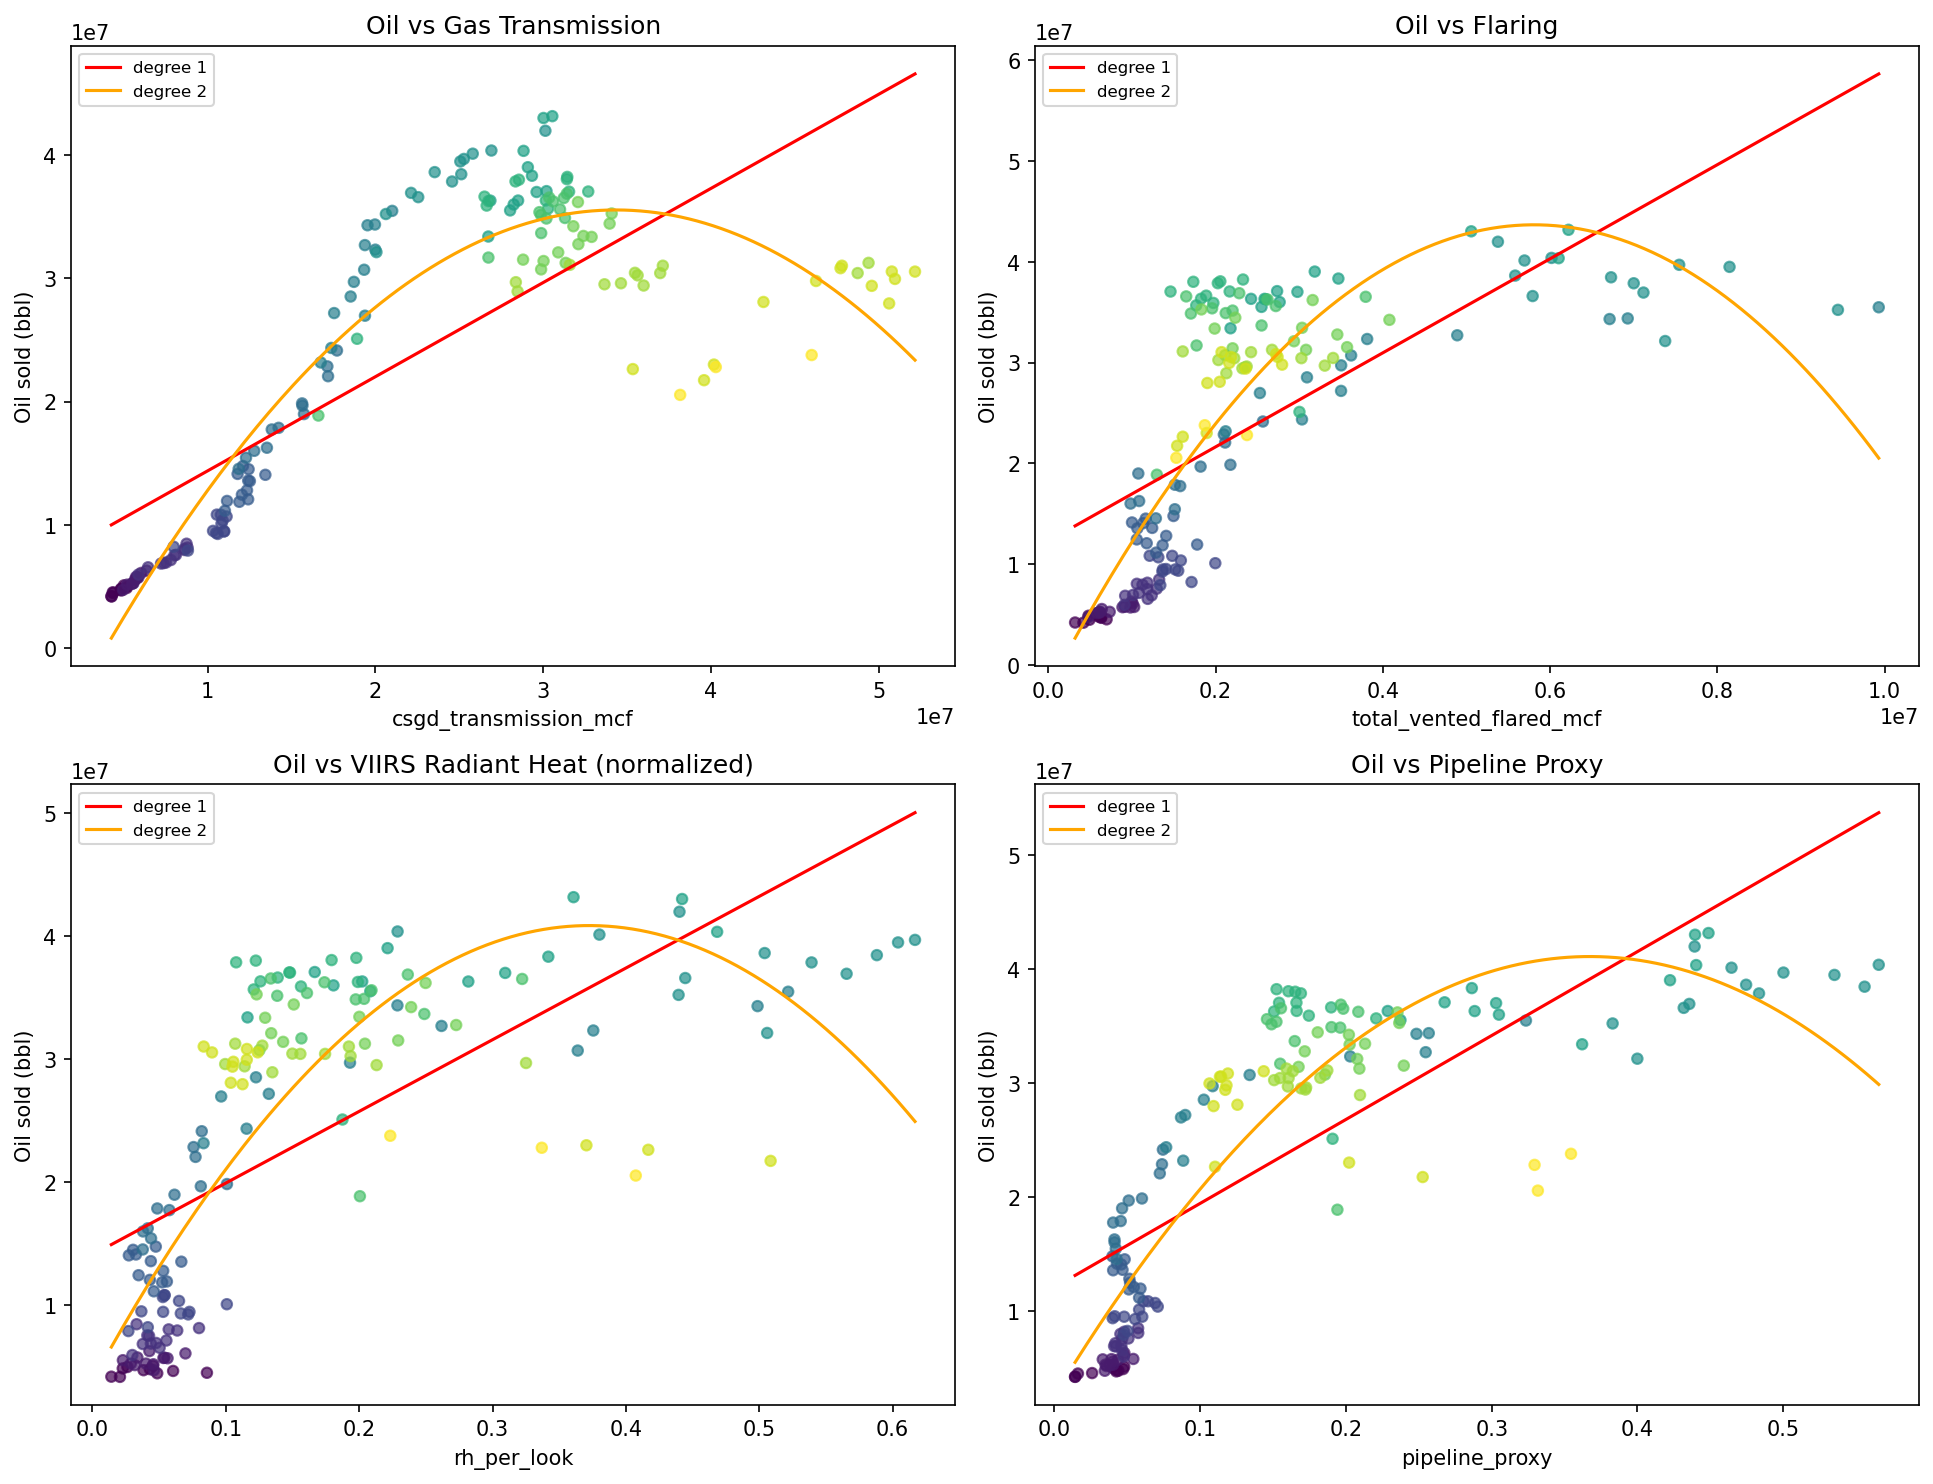 Oil vs Gas Transmission
1e7
degree 1
degree 2
Oil sold (bbl)
4
3
2
1
0
1 2 3 4 5
1e7
csgd_transmission_mcf
Oil vs Flaring
1e7
degree 1
degree 2
Oil sold (bbl)
6
5
4
3
2
1
0
0.0 0.2 0.4 0.6 0.8 1.0
1e7
total_vented_flared_mcf
Oil vs VIIRS Radiant Heat (normalized)
1e7
degree 1
degree 2
Oil sold (bbl)
5
4
3
2
1
0.0 0.1 0.2 0.3 0.4 0.5 0.6
rh_per_look
Oil vs Pipeline Proxy
1e7
degree 1
degree 2
Oil sold (bbl)
5
4
3
2
1
0.0 0.1 0.2 0.3 0.4 0.5
pipeline_proxy